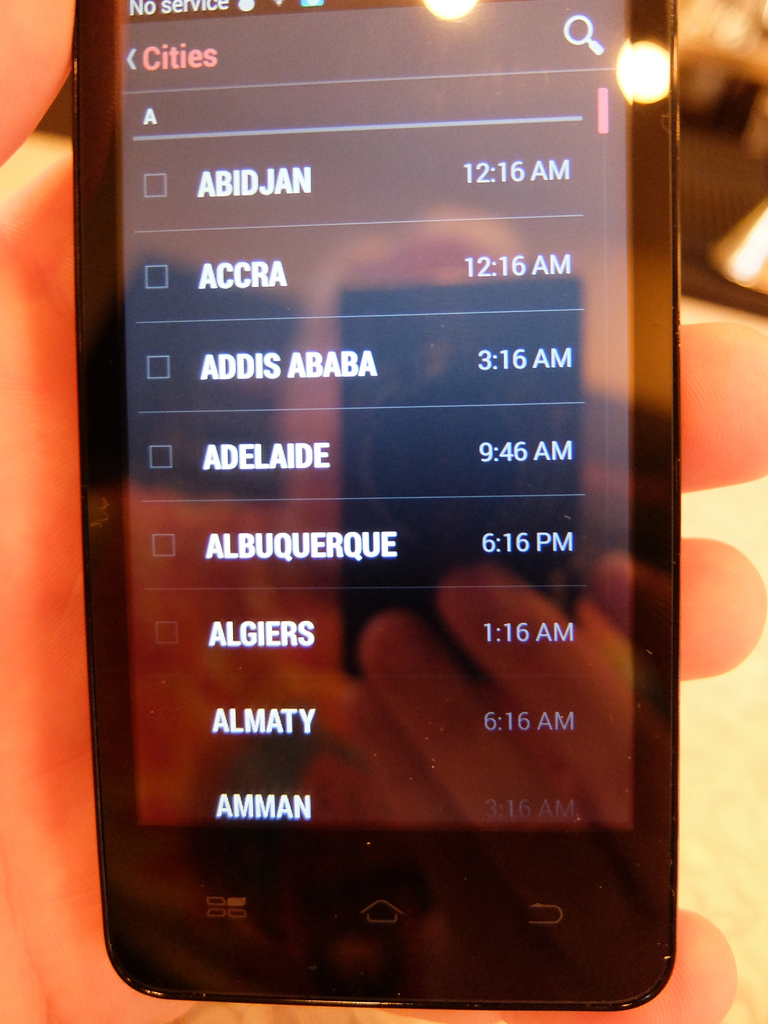 No service
Cities
A
ABIDJAN 12:16 AM
ACCRA 12:16 AM
ADDIS ABABA 3:16 AM
ADELAIDE 9:46 AM
ALBUQUERQUE 6:16 PM
ALGIERS 1:16 AM
ALMATY 6:16 AM
AMMAN 3:16 AM